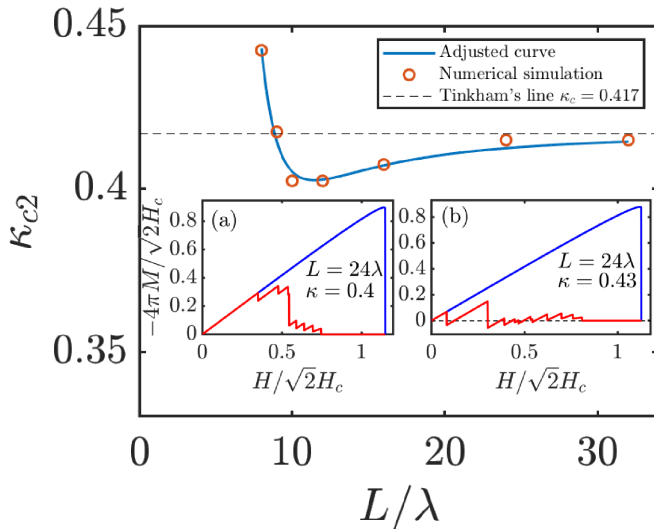 0.45
Adjusted curve
Numerical simulation
Tinkham's line κc = 0.417
0.4
κc2
0.35
(a)
0.8
0.6
0.4
0.2
0
−4πM/√2Hc
L = 24λ
κ = 0.4
0 0.5 1
H/√2Hc
(b)
0.8
0.6
0.4
0.2
0
L = 24λ
κ = 0.43
0 0.5 1
H/√2Hc
0 10 20 30
L/λ